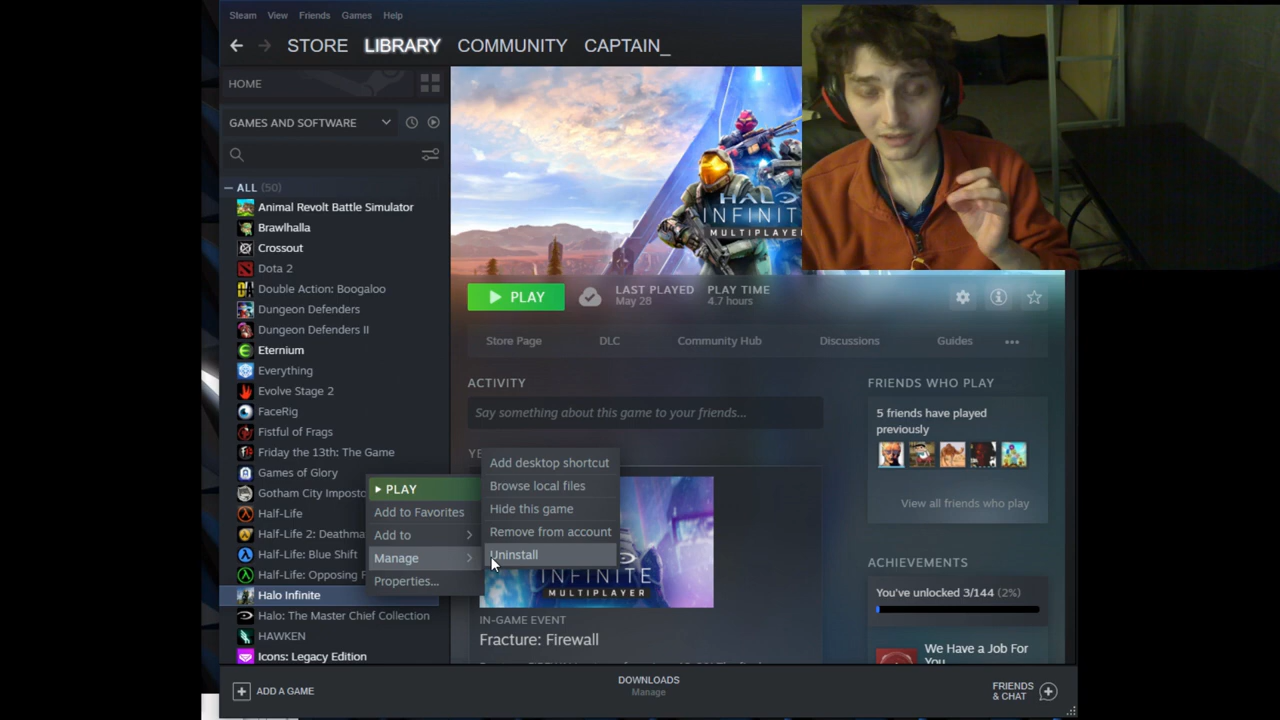 Steam View Friends Games Help
STORE LIBRARY COMMUNITY CAPTAIN_
HOME
GAMES AND SOFTWARE
ALL (50)
Animal Revolt Battle Simulator
Brawlhalla
Crossout
Dota 2
Double Action: Boogaloo
Dungeon Defenders
Dungeon Defenders II
Eternium
Everything
Evolve Stage 2
FaceRig
Fistful of Frags
Friday the 13th: The Game
Games of Glory
Gotham City Imposto
Half-Life
Half-Life 2: Deathma
Half-Life: Blue Shift
Half-Life: Opposing F
Halo Infinite
Halo: The Master Chief Collection
HAWKEN
Icons: Legacy Edition
PLAY
Add to Favorites
Add to
Manage
Properties...
Add desktop shortcut
Browse local files
Hide this game
Remove from account
Uninstall
HALO
INFINITE
MULTIPLAYER
PLAY
LAST PLAYED
May 28
PLAY TIME
4.7 hours
Store Page DLC Community Hub Discussions Guides
ACTIVITY
Say something about this game to your friends...
YE
INFINITE
MULTIPLAYER
IN-GAME EVENT
Fracture: Firewall
FRIENDS WHO PLAY
5 friends have played
previously
View all friends who play
ACHIEVEMENTS
You've unlocked 3/144 (2%)
We Have a Job For
You
ADD A GAME
DOWNLOADS
Manage
FRIENDS
& CHAT